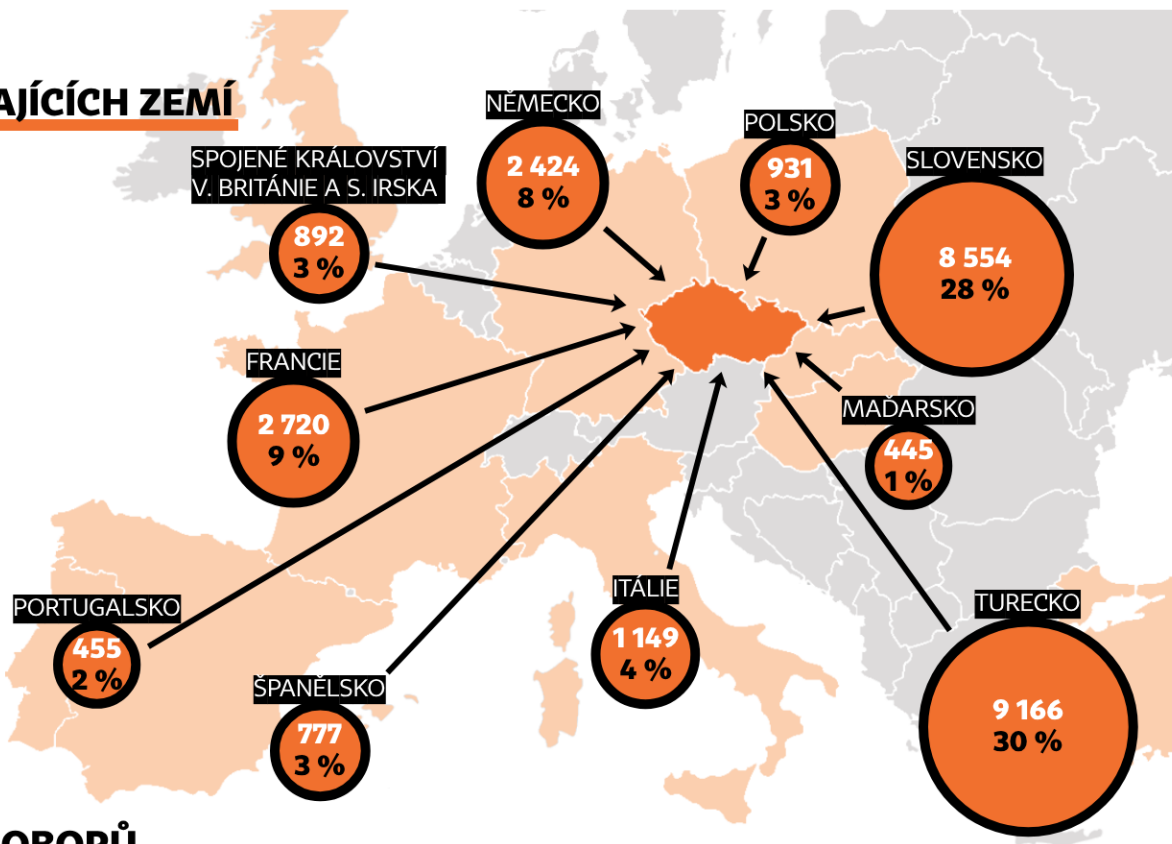 AJÍCÍCH ZEMÍ
NĚMECKO
2 424
8 %
POLSKO
931
3 %
SPOJENÉ KRÁLOVSTVÍ
V. BRITÁNIE A S. IRSKA
892
3 %
SLOVENSKO
8 554
28 %
FRANCIE
2 720
9 %
MAĎARSKO
445
1 %
PORTUGALSKO
455
2 %
ŠPANĚLSKO
777
3 %
ITÁLIE
1 149
4 %
TURECKO
9 166
30 %
OBORŮ